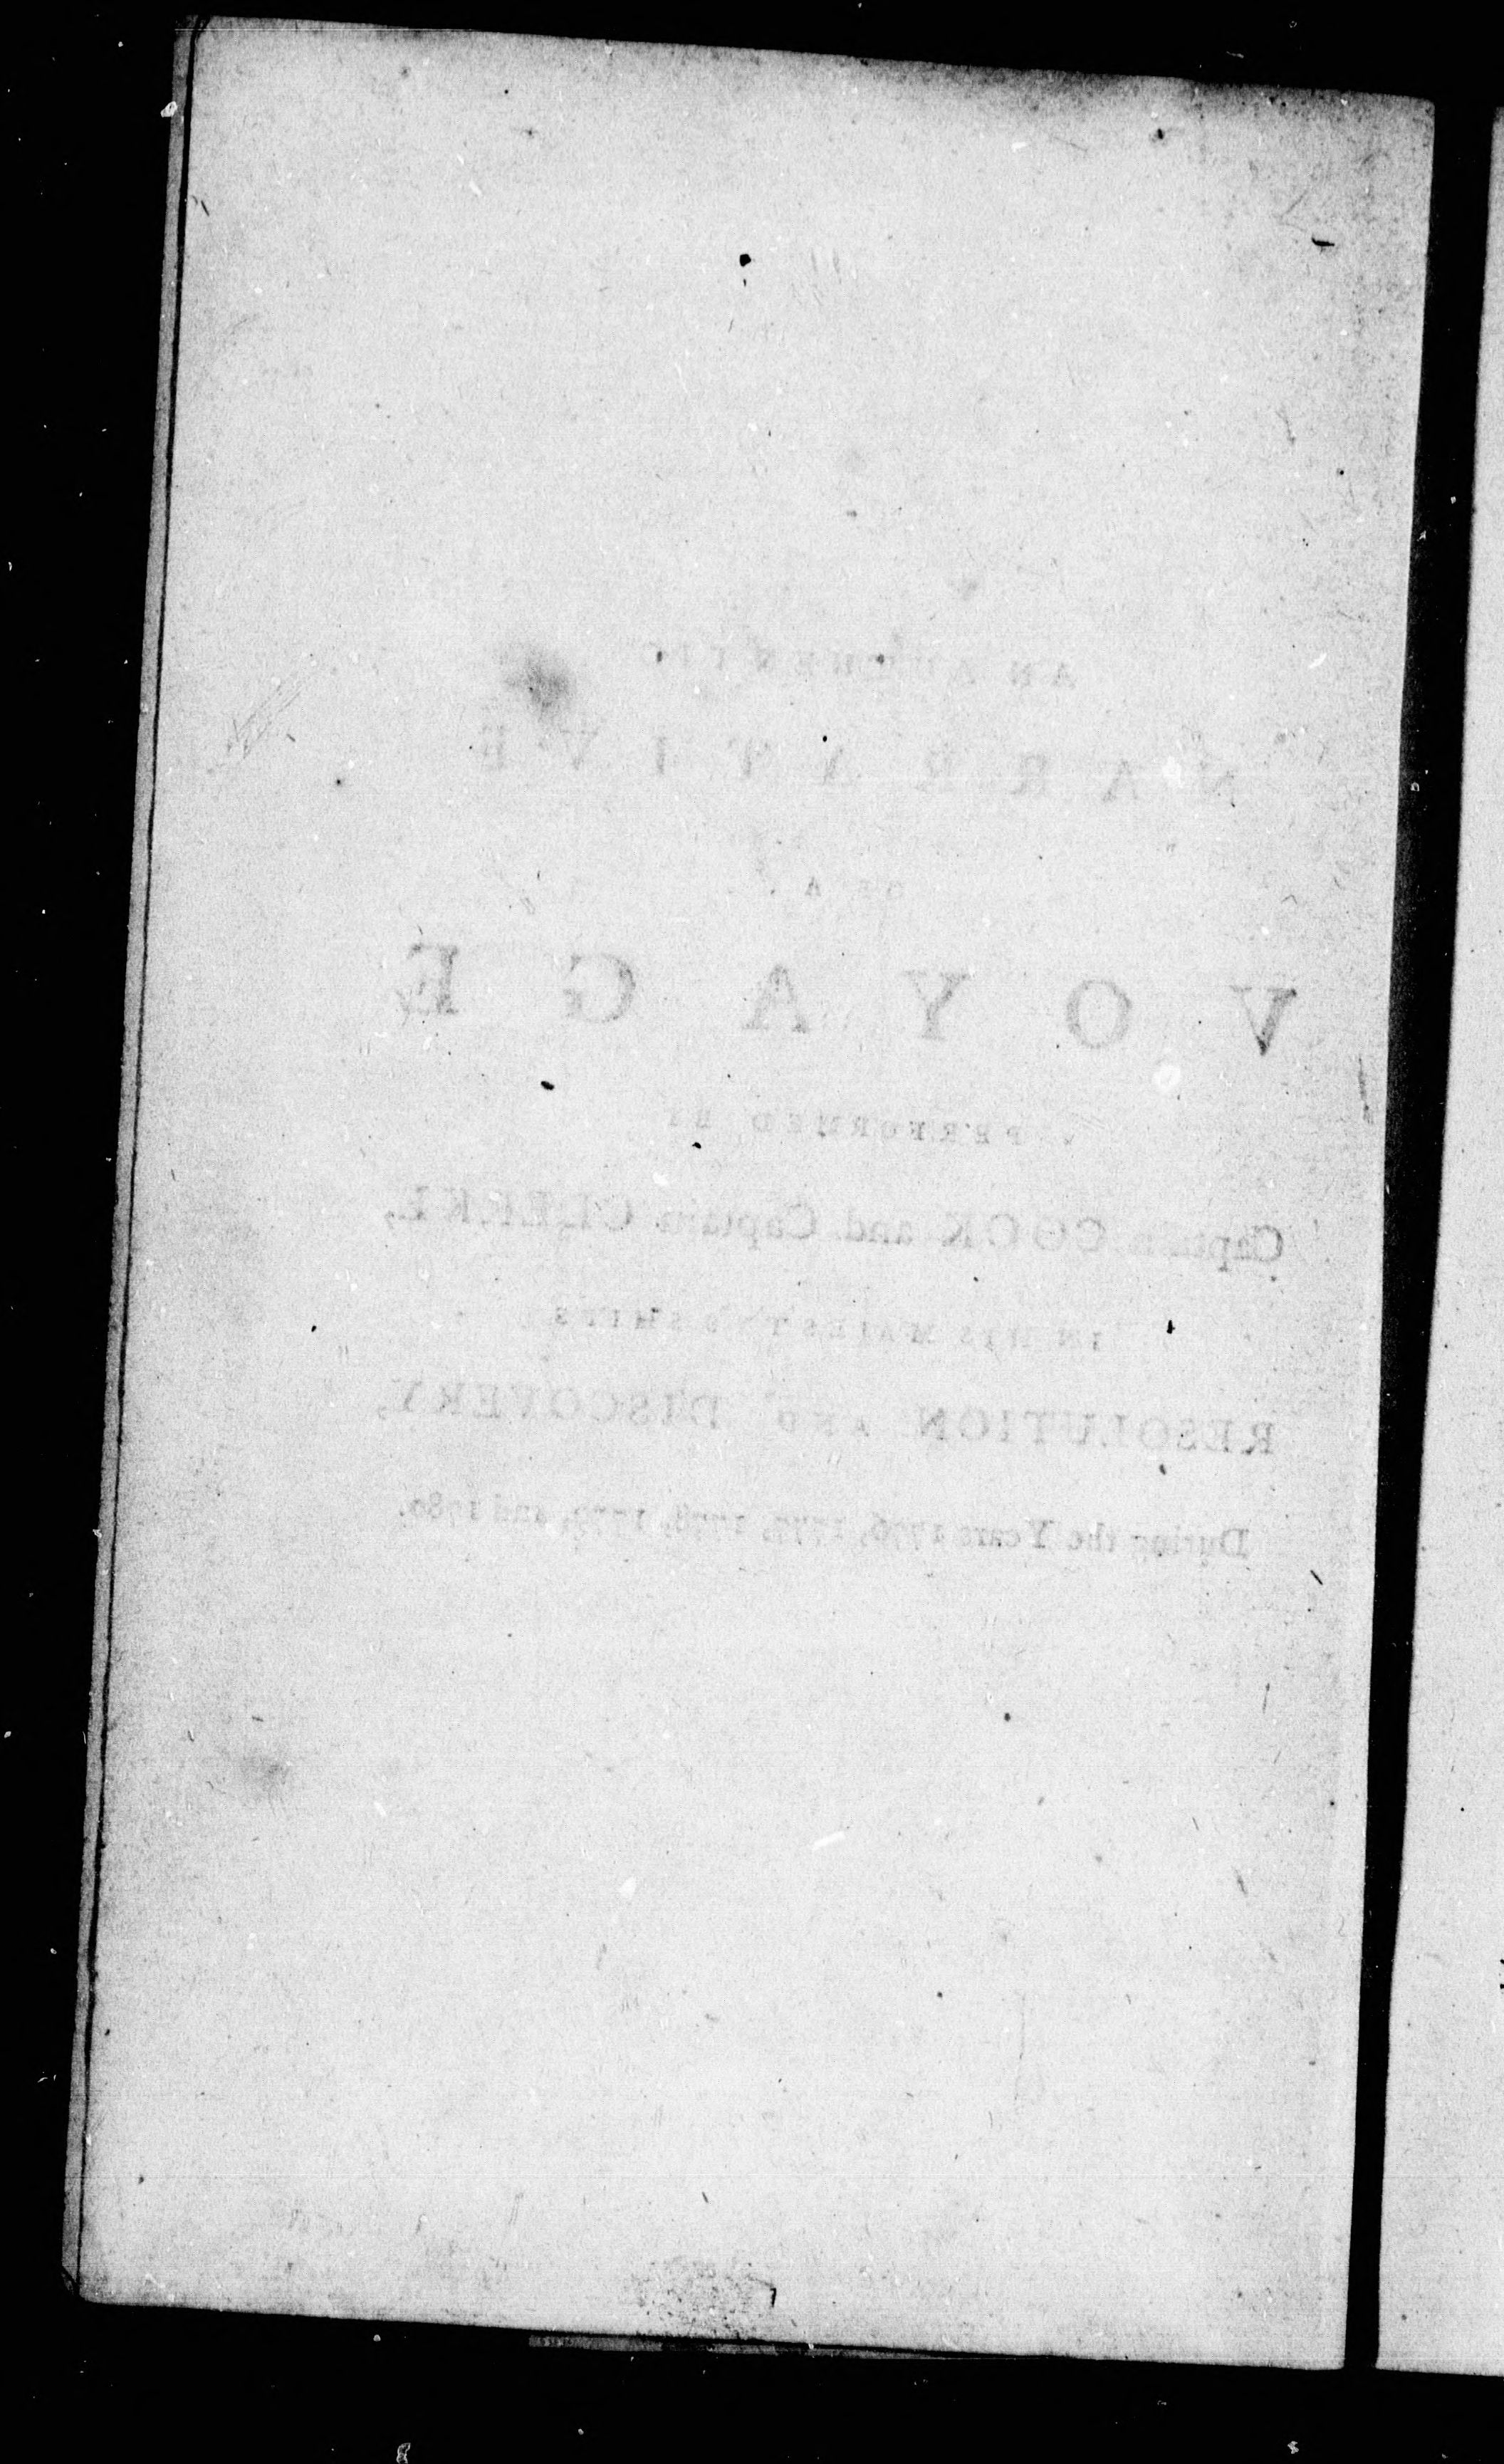 AN AUTHENTIC
NARRATIVE
OF A
VOYAGE
PERFORMED BY
Captain COOK and Captain CLERKE,
IN HIS MAJESTY'S SHIPS
RESOLUTION AND DISCOVERY,
During the Years 1776, 1777, 1778, 1779, and 1780.